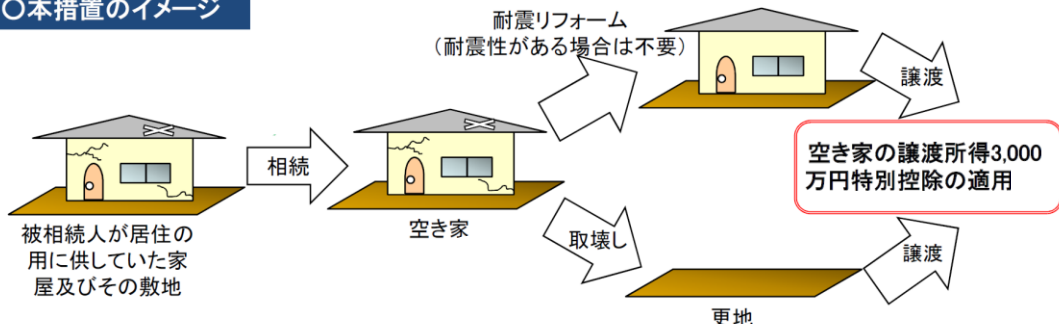 〇本措置のイメージ
耐震リフォーム
（耐震性がある場合は不要）
譲渡
相続
空き家の譲渡所得3,000
万円特別控除の適用
被相続人が居住の
用に供していた家
屋及びその敷地
空き家
取壊し
譲渡
更地